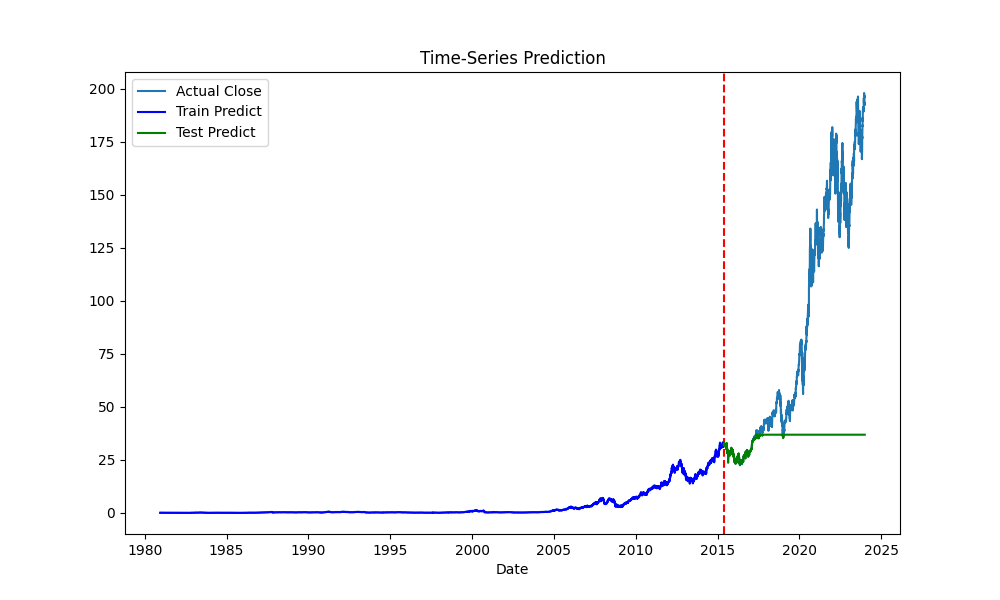 Time-Series Prediction
Actual Close
Train Predict
Test Predict
200
175
150
125
100
75
50
25
0
1980 1985 1990 1995 2000 2005 2010 2015 2020 2025
Date